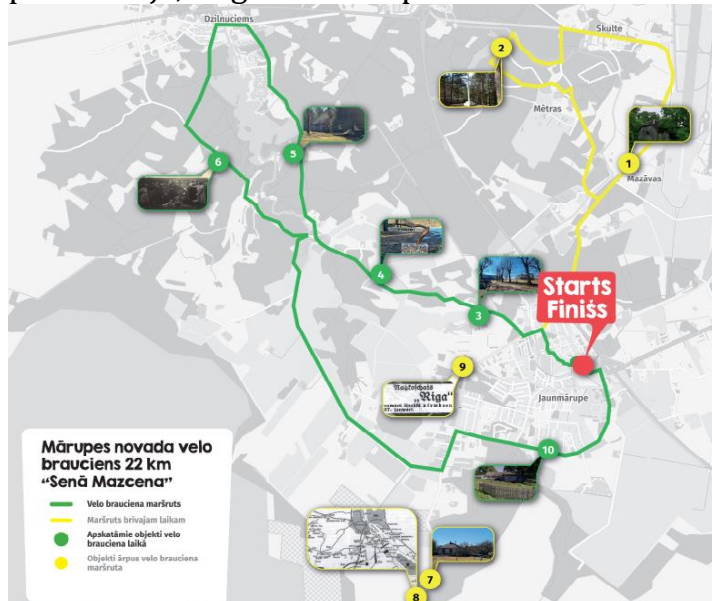 Dzilnuciems
Skulte
2
Mētras
1
Mazāvas
5
6
4
3
Starts
Finišs
9
"Riga"
Jaunmārupe
10
Mārupes novada velo
brauciens 22 km
"Senā Mazcena"
Velo brauciena maršruts
Maršruts brīvajam laikam
Apskatāmie objekti velo
brauciena laikā
Objekti ārpus velo brauciena
maršruta
7
8